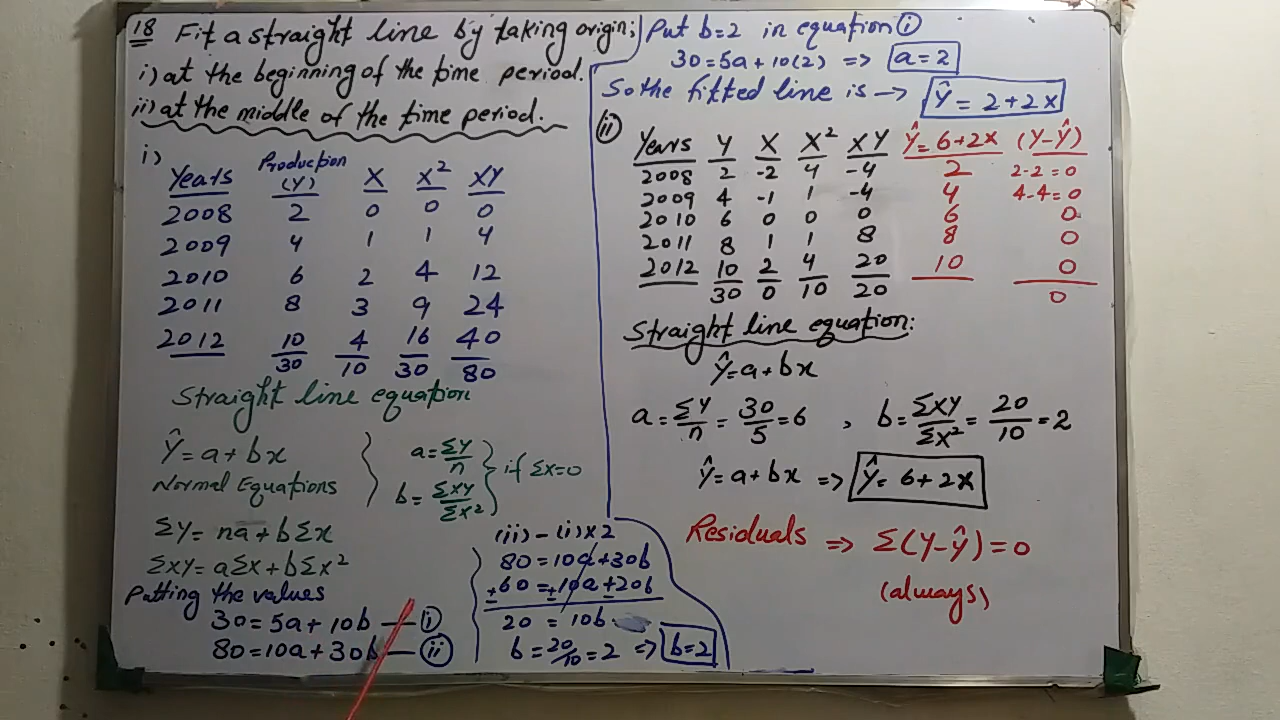 18 Fit a straight line by taking origin;
i) at the beginning of the time period.
ii) at the middle of the time period.
i)
Years Production (Y) X X² XY
2008 2 0 0 0
2009 4 1 1 4
2010 6 2 4 12
2011 8 3 9 24
2012 10 4 16 40
30 10 30 80
Straight line equation
Ŷ = a + bx
Normal Equations
a = ΣY/n
b = ΣXY/ΣX²
if Σx=0
ΣY = na + bΣx
ΣXY = aΣx + bΣx²
Putting the values
30 = 5a + 10b — (i)
80 = 10a + 30b — (ii)
(ii) - (i) x 2
80 = 10a + 30b
±60 = ±10a ± 20b
20 = 10b
b = 20/10 = 2 => b=2
Put b=2 in equation (i)
30 = 5a + 10(2) => a = 2
So the fitted line is → Ŷ = 2 + 2x
(ii)
Years Y X X² XY Ŷ = 6+2x (Y-Ŷ)
2008 2 -2 4 -4 2 2-2=0
2009 4 -1 1 -4 4 4-4=0
2010 6 0 0 0 6 0
2011 8 1 1 8 8 0
2012 10 2 4 20 10 0
30 0 10 20 0
Straight line equation:
Ŷ = a + bx
a = ΣY/n = 30/5 = 6 , b = ΣXY/ΣX² = 20/10 = 2
Ŷ = a + bx => Ŷ = 6 + 2x
Residuals => Σ(Y-Ŷ) = 0
(always)